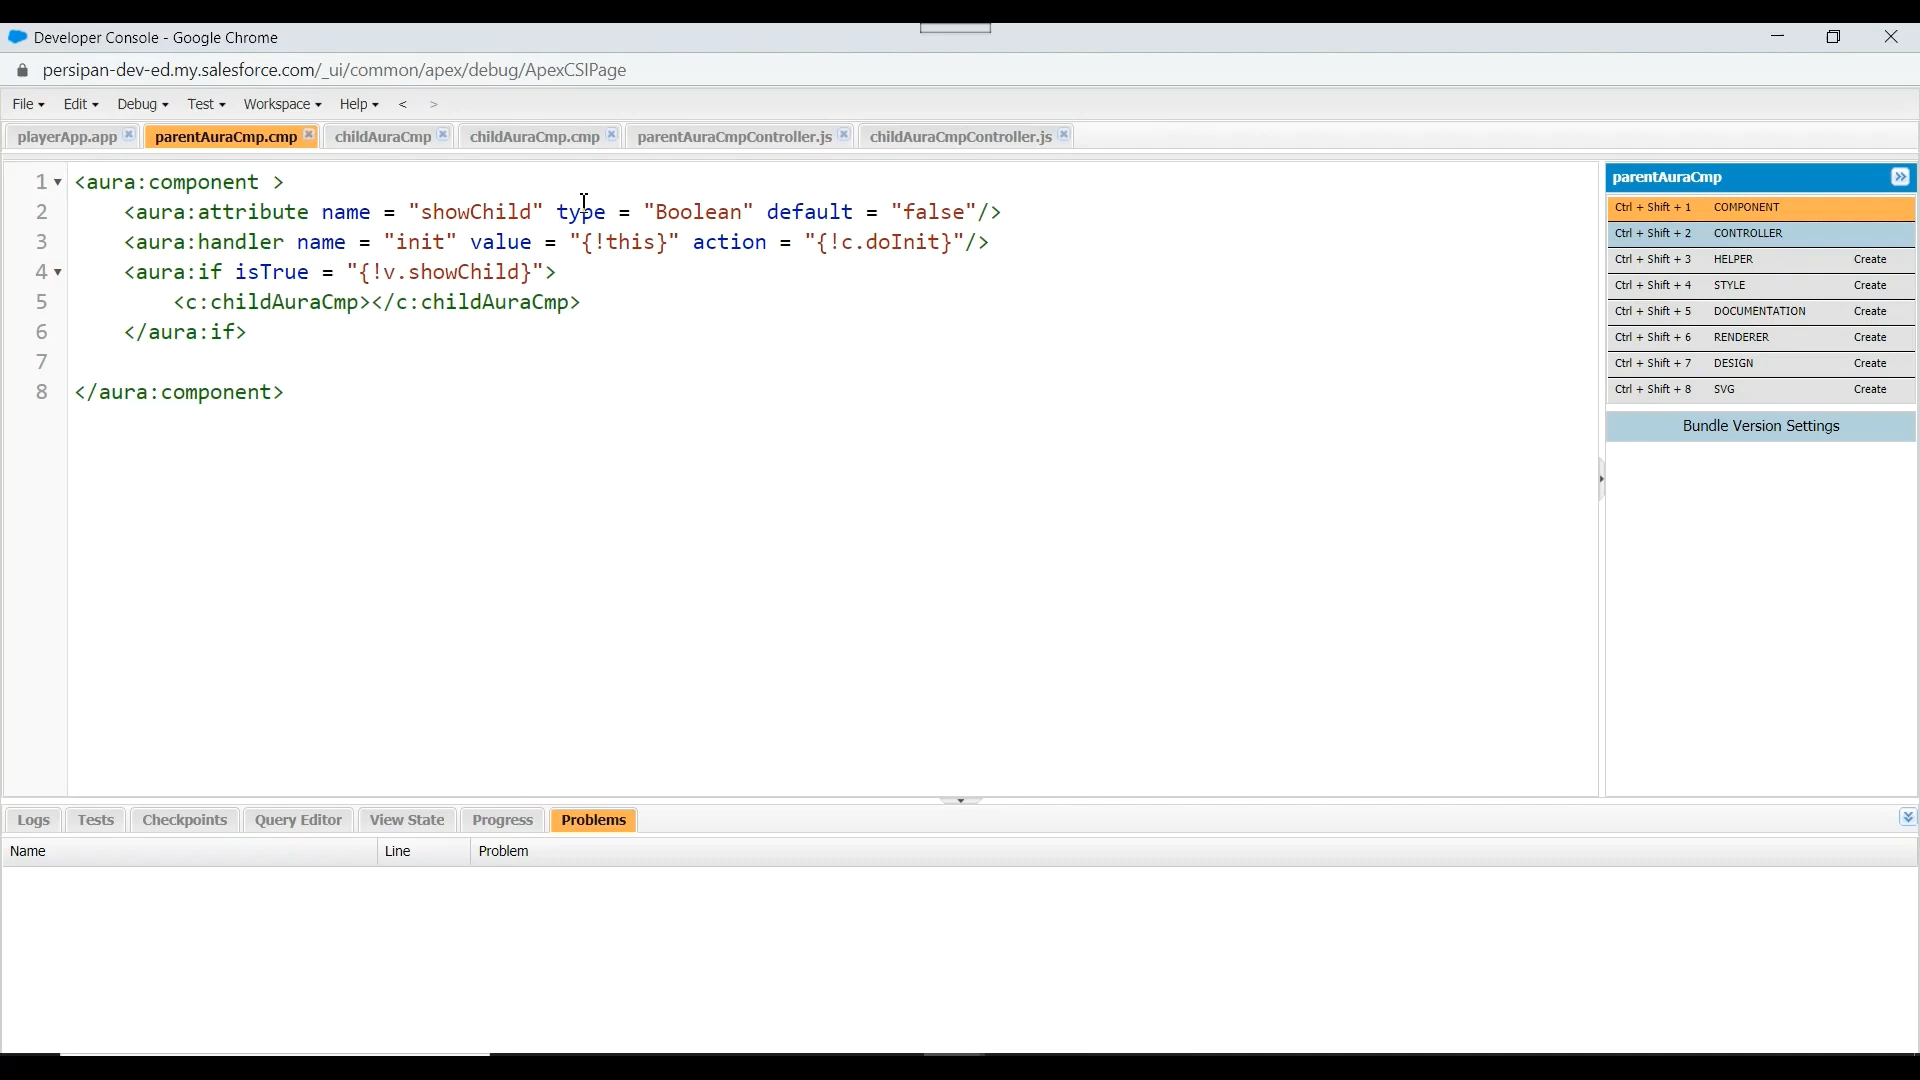 Developer Console - Google Chrome
persipan-dev-ed.my.salesforce.com/_ui/common/apex/debug/ApexCSIPage
File Edit Debug Test Workspace Help < >
playerApp.app parentAuraCmp.cmp childAuraCmp childAuraCmp.cmp parentAuraCmpController.js childAuraCmpController.js
1 <aura:component >
2 <aura:attribute name = "showChild" type = "Boolean" default = "false"/>
3 <aura:handler name = "init" value = "{!this}" action = "{!c.doInit}"/>
4 <aura:if isTrue = "{!v.showChild}">
5 <c:childAuraCmp></c:childAuraCmp>
6 </aura:if>
7
8 </aura:component>
parentAuraCmp
Ctrl + Shift + 1 COMPONENT
Ctrl + Shift + 2 CONTROLLER
Ctrl + Shift + 3 HELPER Create
Ctrl + Shift + 4 STYLE Create
Ctrl + Shift + 5 DOCUMENTATION Create
Ctrl + Shift + 6 RENDERER Create
Ctrl + Shift + 7 DESIGN Create
Ctrl + Shift + 8 SVG Create
Bundle Version Settings
Logs Tests Checkpoints Query Editor View State Progress Problems
Name Line Problem